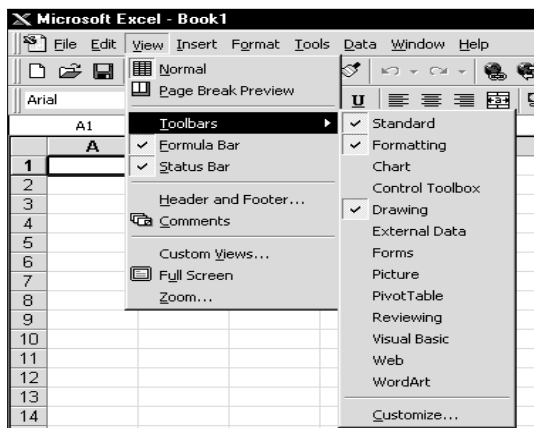 Microsoft Excel - Book1
File Edit View Insert Format Tools Data Window Help
Arial
U
A1
A
1
2
3
4
5
6
7
8
9
10
11
12
13
14
Normal
Page Break Preview
Toolbars
Formula Bar
Status Bar
Header and Footer...
Comments
Custom Views...
Full Screen
Zoom...
Standard
Formatting
Chart
Control Toolbox
Drawing
External Data
Forms
Picture
PivotTable
Reviewing
Visual Basic
Web
WordArt
Customize...